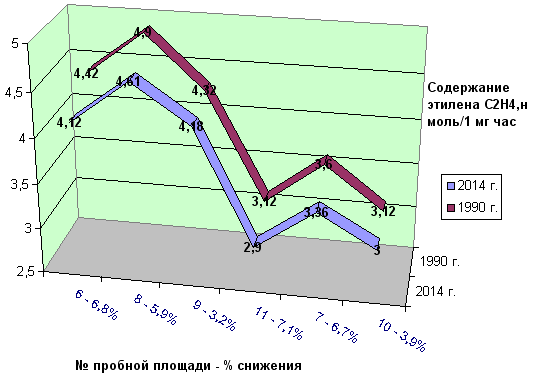 5
4,5
4
3,5
3
2,5
4,42
4,9
4,32
3,12
3,6
3,12
4,12
4,61
4,18
2,9
3,36
3
Содержание
этилена С2Н4,н
моль/1 мг час
2014 г.
1990 г.
1990 г.
2014 г.
6 - 6,8%
8 - 5,9%
9 - 3,2%
11 - 7,1%
7 - 6,7%
10 - 3,9%
№ пробной площади - % снижения